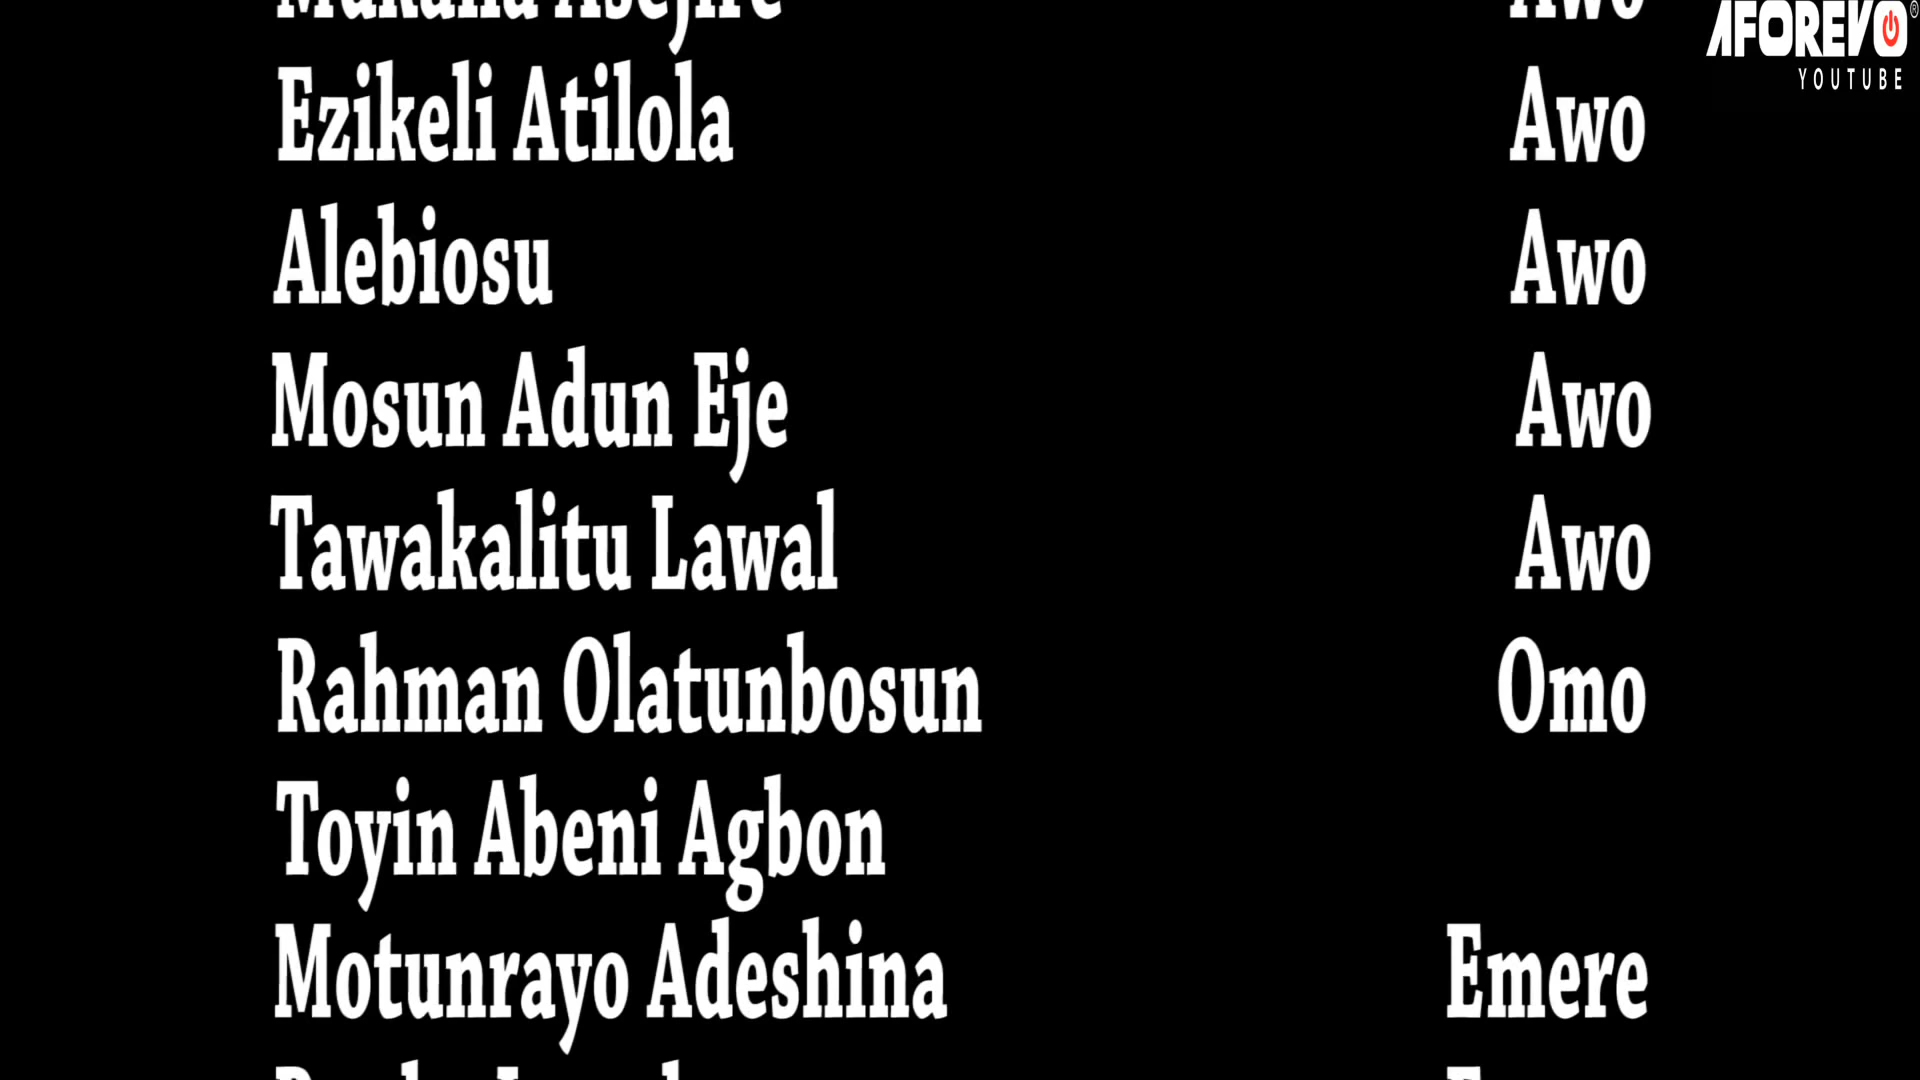 AFOREVO
YOUTUBE
Awo
Ezikeli Atilola Awo
Alebiosu Awo
Mosun Adun Eje Awo
Tawakalitu Lawal Awo
Rahman Olatunbosun Omo
Toyin Abeni Agbon
Motunrayo Adeshina Emere